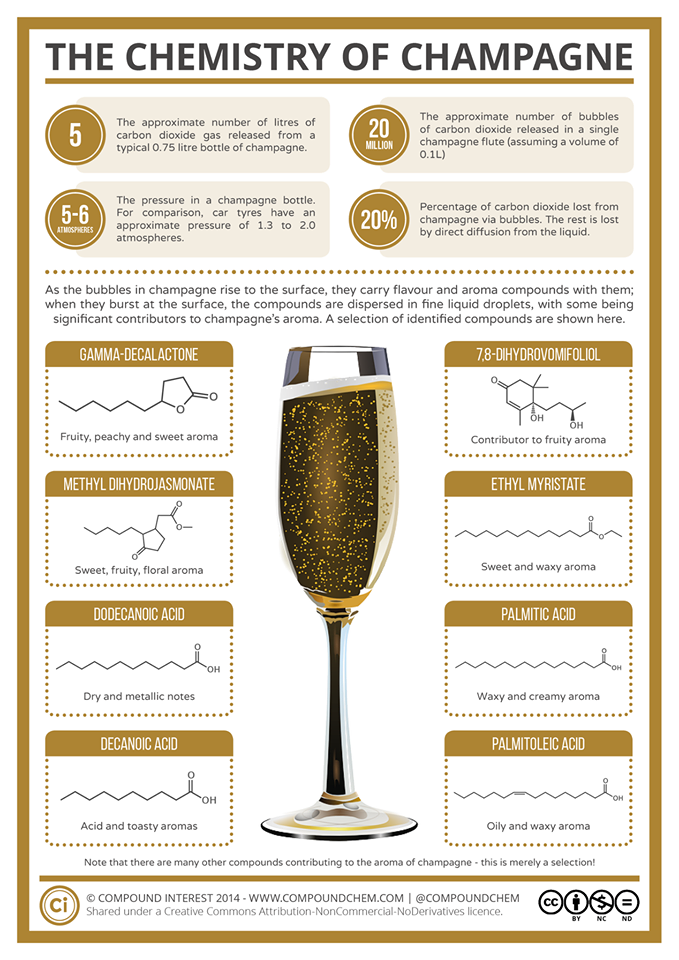 THE CHEMISTRY OF CHAMPAGNE
5
The approximate number of litres of
carbon dioxide gas released from a
typical 0.75 litre bottle of champagne.
20
MILLION
The approximate number of bubbles
of carbon dioxide released in a single
champagne flute (assuming a volume of
0.1L)
5-6
ATMOSPHERES
The pressure in a champagne bottle.
For comparison, car tyres have an
approximate pressure of 1.3 to 2.0
atmospheres.
20%
Percentage of carbon dioxide lost from
champagne via bubbles. The rest is lost
by direct diffusion from the liquid.
As the bubbles in champagne rise to the surface, they carry flavour and aroma compounds with them;
when they burst at the surface, the compounds are dispersed in fine liquid droplets, with some being
significant contributors to champagne's aroma. A selection of identified compounds are shown here.
GAMMA-DECALACTONE
O
O
Fruity, peachy and sweet aroma
7,8-DIHYDROVOMIFOLIOL
O
OH
OH
Contributor to fruity aroma
METHYL DIHYDROJASMONATE
O
O
O
Sweet, fruity, floral aroma
ETHYL MYRISTATE
O
O
Sweet and waxy aroma
DODECANOIC ACID
O
OH
Dry and metallic notes
PALMITIC ACID
O
OH
Waxy and creamy aroma
DECANOIC ACID
O
OH
Acid and toasty aromas
PALMITOLEIC ACID
O
OH
Oily and waxy aroma
Note that there are many other compounds contributing to the aroma of champagne - this is merely a selection!
Ci
© COMPOUND INTEREST 2014 - WWW.COMPOUNDCHEM.COM | @COMPOUNDCHEM
Shared under a Creative Commons Attribution-NonCommercial-NoDerivatives licence.
cc
$
=
BY NC ND